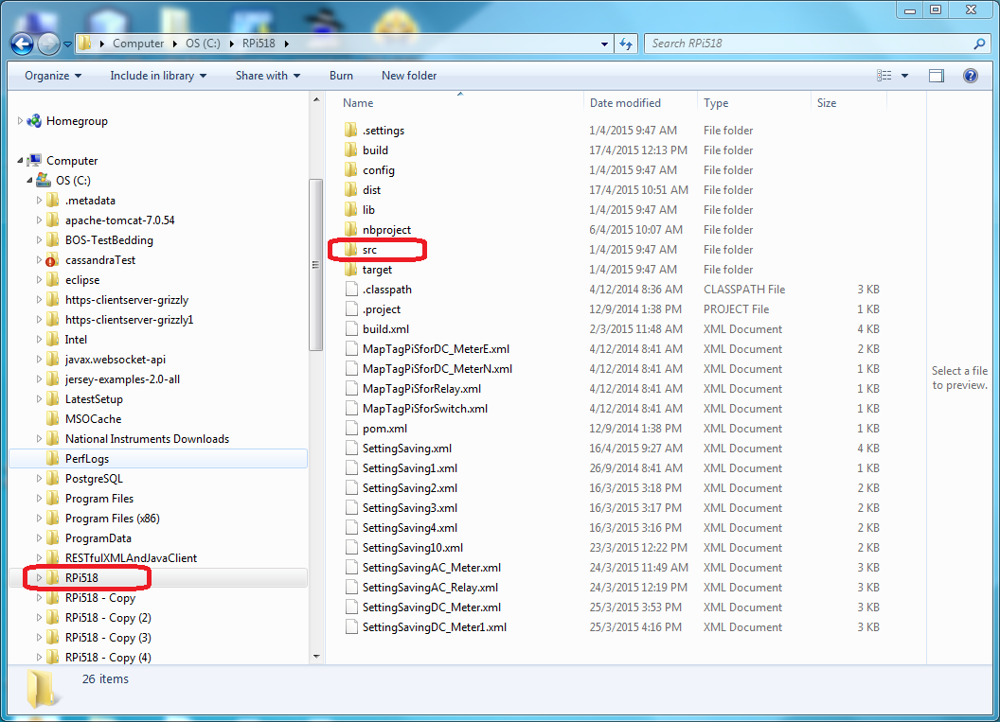 Computer ▸ OS (C:) ▸ RPi518 ▸
Search RPi518
Organize Include in library Share with Burn New folder
Homegroup
Computer
OS (C:)
.metadata
apache-tomcat-7.0.54
BOS-TestBedding
cassandraTest
eclipse
https-clientserver-grizzly
https-clientserver-grizzly1
Intel
javax.websocket-api
jersey-examples-2.0-all
LatestSetup
MSOCache
National Instruments Downloads
PerfLogs
PostgreSQL
Program Files
Program Files (x86)
ProgramData
RESTfulXMLAndJavaClient
RPi518
RPi518 - Copy
RPi518 - Copy (2)
RPi518 - Copy (3)
RPi518 - Copy (4)
Name Date modified Type Size
.settings 1/4/2015 9:47 AM File folder
build 17/4/2015 12:13 PM File folder
config 1/4/2015 9:47 AM File folder
dist 17/4/2015 10:51 AM File folder
lib 1/4/2015 9:47 AM File folder
nbproject 6/4/2015 10:07 AM File folder
src 1/4/2015 9:47 AM File folder
target 1/4/2015 9:47 AM File folder
.classpath 4/12/2014 8:36 AM CLASSPATH File 3 KB
.project 12/9/2014 1:38 PM PROJECT File 1 KB
build.xml 2/3/2015 11:48 AM XML Document 4 KB
MapTagPiSforDC_MeterE.xml 4/12/2014 8:41 AM XML Document 2 KB
MapTagPiSforDC_MeterN.xml 4/12/2014 8:41 AM XML Document 1 KB
MapTagPiSforRelay.xml 4/12/2014 8:41 AM XML Document 1 KB
MapTagPiSforSwitch.xml 4/12/2014 8:41 AM XML Document 1 KB
pom.xml 12/9/2014 1:38 PM XML Document 1 KB
SettingSaving.xml 16/4/2015 9:27 AM XML Document 4 KB
SettingSaving1.xml 26/9/2014 8:41 AM XML Document 1 KB
SettingSaving2.xml 16/3/2015 3:18 PM XML Document 2 KB
SettingSaving3.xml 16/3/2015 3:17 PM XML Document 2 KB
SettingSaving4.xml 16/3/2015 3:16 PM XML Document 2 KB
SettingSaving10.xml 23/3/2015 12:22 PM XML Document 2 KB
SettingSavingAC_Meter.xml 24/3/2015 11:49 AM XML Document 3 KB
SettingSavingAC_Relay.xml 24/3/2015 12:19 PM XML Document 3 KB
SettingSavingDC_Meter.xml 25/3/2015 3:53 PM XML Document 3 KB
SettingSavingDC_Meter1.xml 25/3/2015 4:16 PM XML Document 3 KB
Select a file
to preview.
26 items